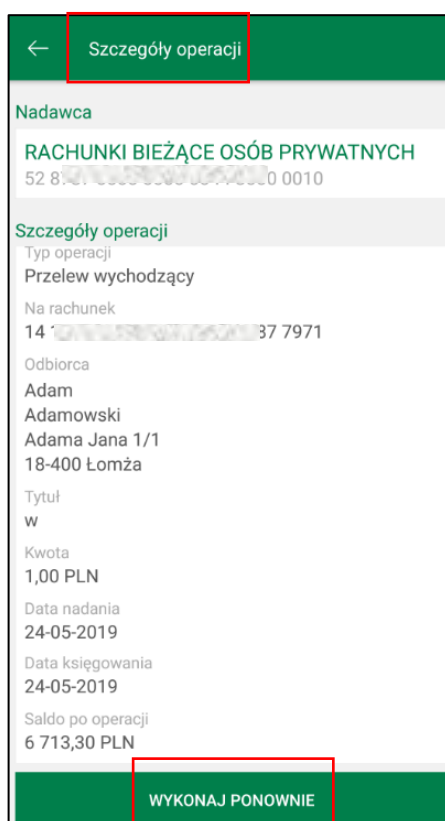 Szczegóły operacji
Nadawca
RACHUNKI BIEŻĄCE OSÓB PRYWATNYCH
52 8 0 0010
Szczegóły operacji
Typ operacji
Przelew wychodzący
Na rachunek
14 37 7971
Odbiorca
Adam
Adamowski
Adama Jana 1/1
18-400 Łomża
Tytuł
w
Kwota
1,00 PLN
Data nadania
24-05-2019
Data księgowania
24-05-2019
Saldo po operacji
6 713,30 PLN
WYKONAJ PONOWNIE